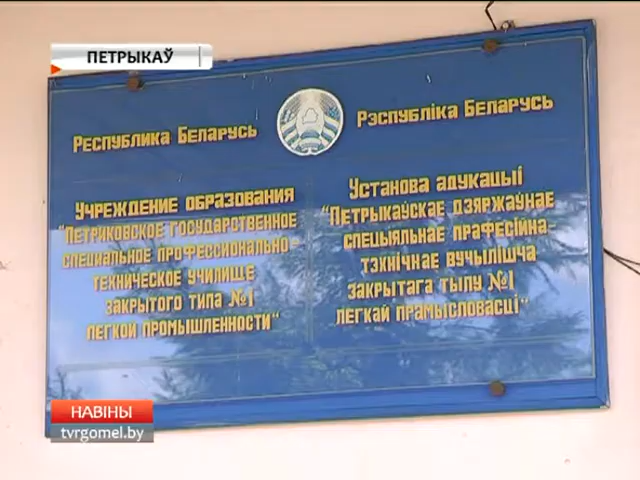 ПЕТРЫКАЎ
Республика Беларусь
Учреждение образования
"Петриковское государственное
специальное профессионально-
техническое училище
закрытого типа №1
легкой промышленности"
Рэспубліка Беларусь
Установа адукацыі
"Петрыкаўскае дзяржаўнае
спецыяльнае прафесійна-
тэхнічнае вучылішча
закрытага тыпу №1
легкай прамысловасці"
НАВІНЫ
tvrgomel.by